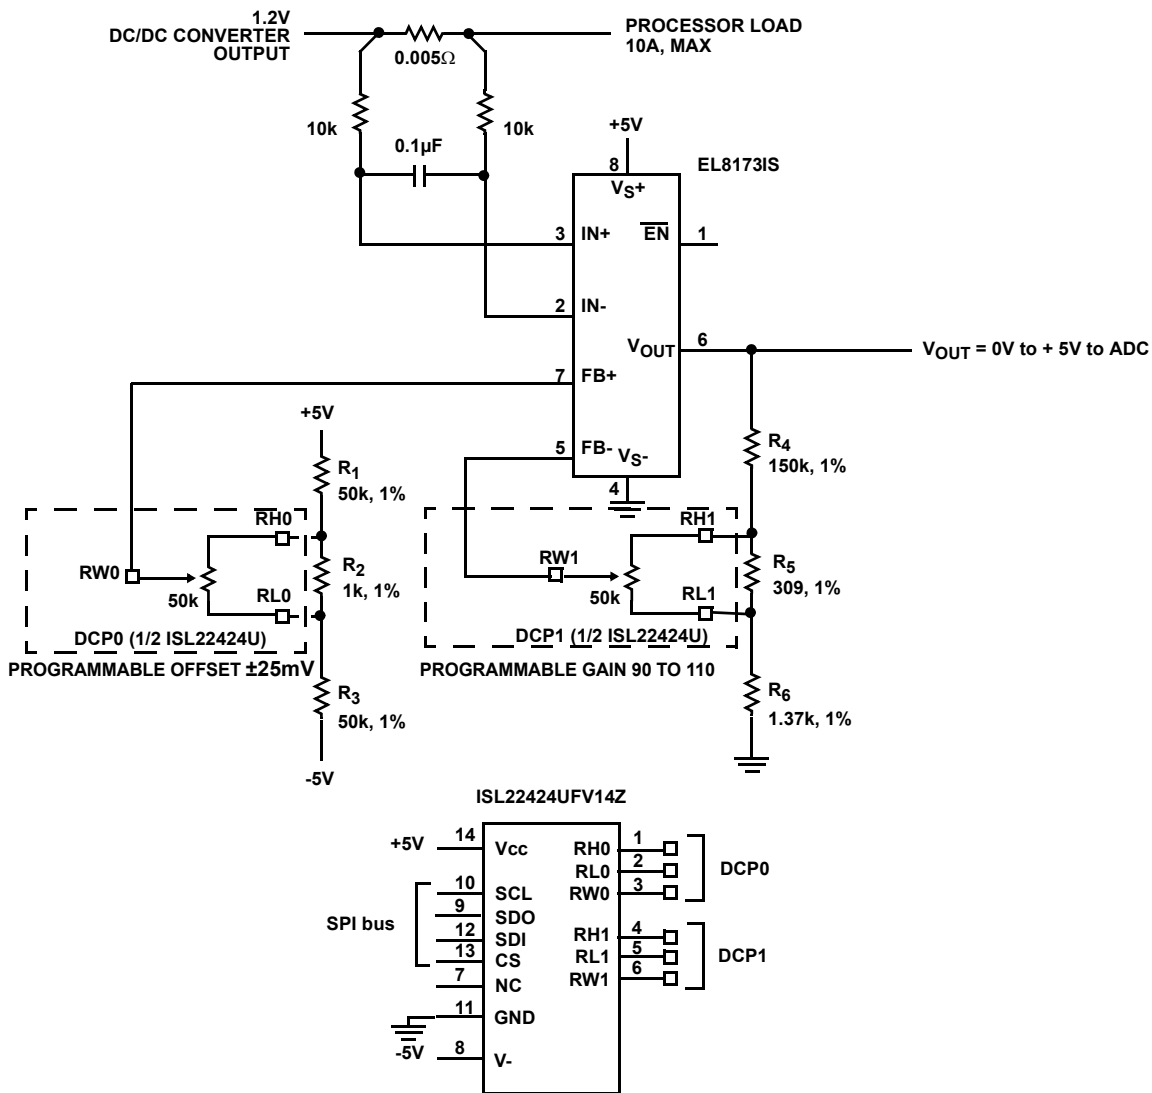 1.2V
DC/DC CONVERTER
OUTPUT
0.005Ω
PROCESSOR LOAD
10A, MAX
10k
10k
0.1µF
+5V
EL8173IS
8
VS+
3
IN+
EN
1
2
IN-
VOUT
6
VOUT = 0V to + 5V to ADC
7
FB+
5
FB-
VS-
4
+5V
R1
50k, 1%
R4
150k, 1%
RH0
RW0
50k
RL0
R2
1k, 1%
DCP0 (1/2 ISL22424U)
PROGRAMMABLE OFFSET ±25mV
R3
50k, 1%
-5V
RH1
RW1
50k
RL1
R5
309, 1%
DCP1 (1/2 ISL22424U)
PROGRAMMABLE GAIN 90 TO 110
R6
1.37k, 1%
ISL22424UFV14Z
+5V
14
Vcc
SPI bus
10
SCL
9
SDO
12
SDI
13
CS
7
NC
11
GND
-5V
8
V-
RH0
1
RL0
2
RW0
3
DCP0
RH1
4
RL1
5
RW1
6
DCP1